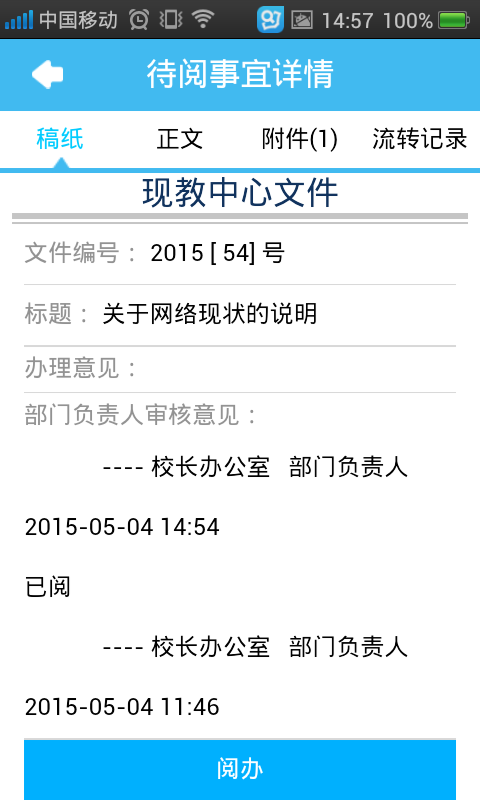 中国移动 14:57 100%
待阅事宜详情
稿纸 正文 附件(1) 流转记录
现教中心文件
文件编号： 2015 [ 54] 号
标题： 关于网络现状的说明
办理意见：
部门负责人审核意见：
---- 校长办公室 部门负责人
2015-05-04 14:54
已阅
---- 校长办公室 部门负责人
2015-05-04 11:46
阅办